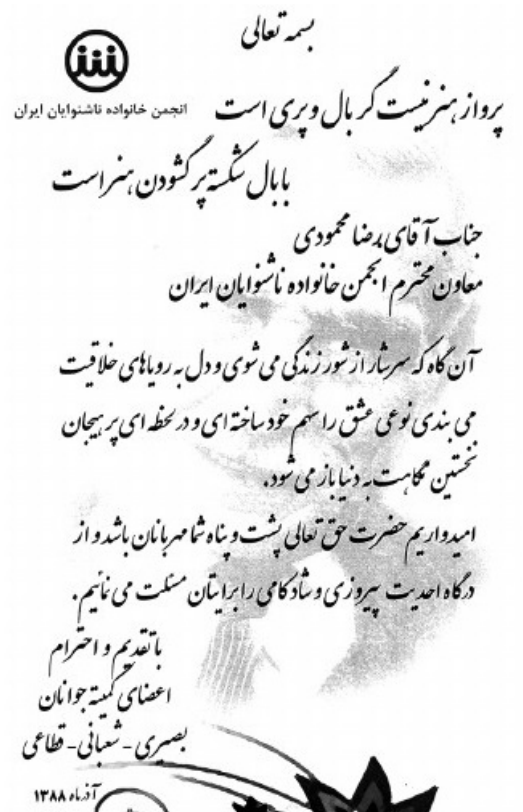 بسمه تعالی
انجمن خانواده ناشنوایان ایران
پرواز هنر نیست گر بال و پری است
با بال شکسته پر گشودن هنر است
جناب آقای رضا محمودی
معاون محترم انجمن خانواده ناشنوایان ایران
آن گاه که سرشار از شور زندگی می شوی و دل به رویاهای خلاقیت
می بندی نوعی عشق را سهم خود ساخته ای و در لحظه ای پر هیجان
نخستین نگاهت به دنیا باز می شود.
امیدواریم حضرت حق تعالی پشت و پناه شما مهربانان باشد و از
درگاه احدیت پیروزی و شادکامی را برایتان مسئلت می نمائیم.
با تقدیم و احترام
اعضای کمیته جوانان
بصیری - شعبانی - قطاعی
آذرماه ۱۳۸۸